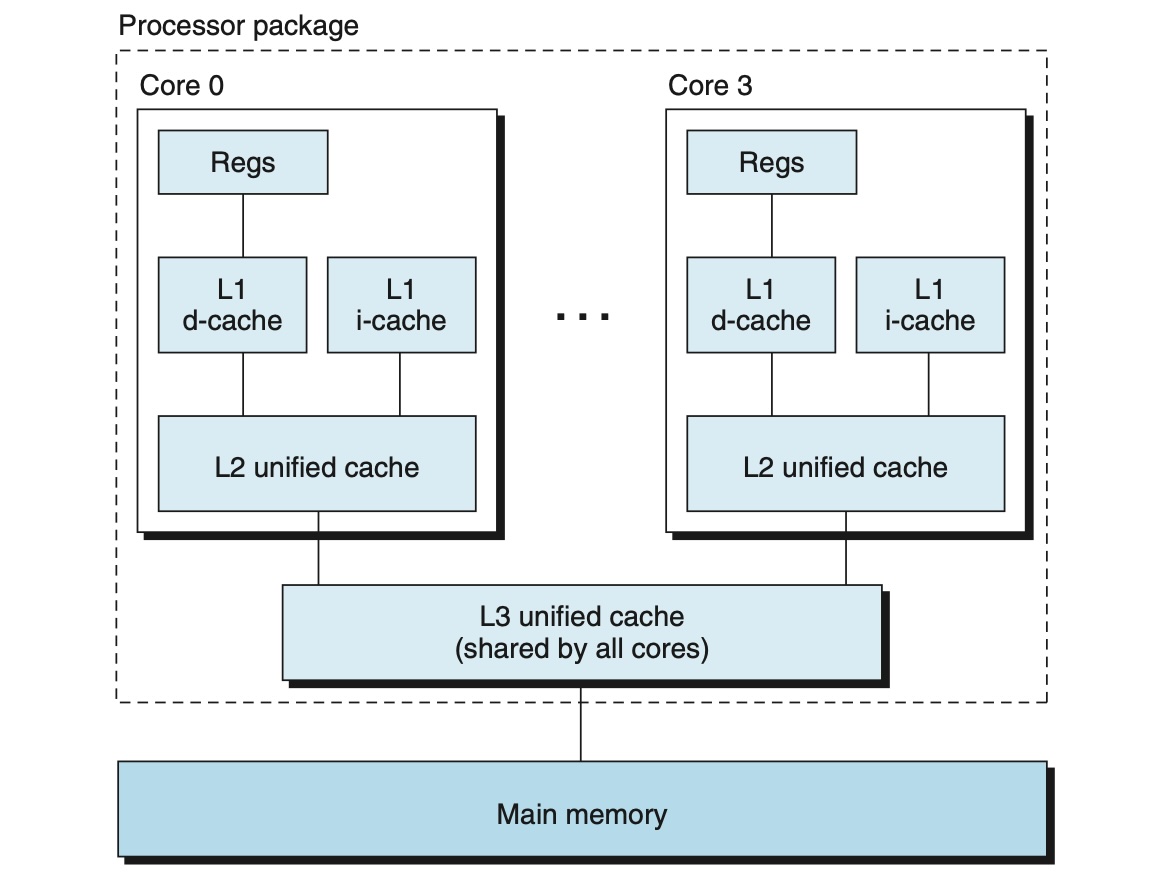 Processor package
Core 0
Regs
L1
d-cache
L1
i-cache
L2 unified cache
...
Core 3
Regs
L1
d-cache
L1
i-cache
L2 unified cache
L3 unified cache
(shared by all cores)
Main memory